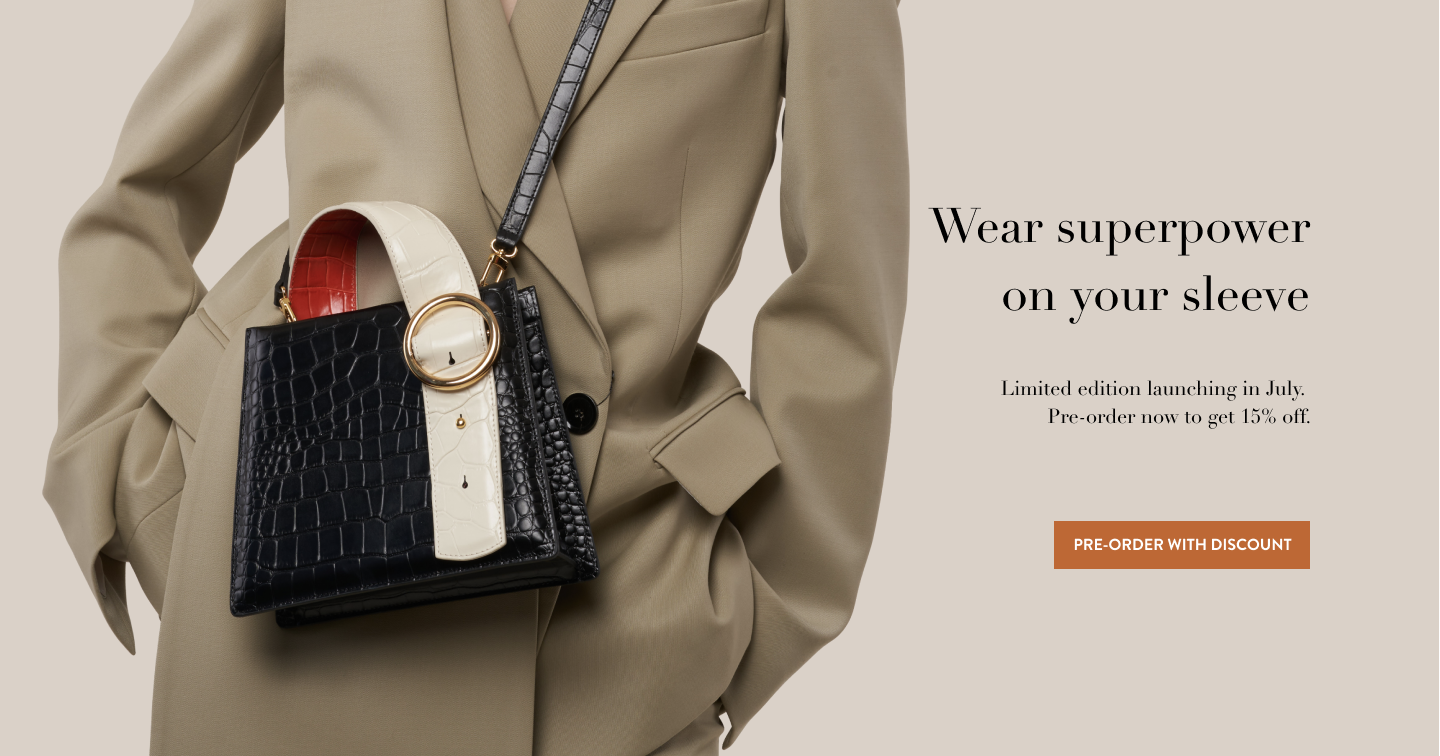 Wear superpower
on your sleeve
Limited edition launching in July.
Pre-order now to get 15% off.
PRE-ORDER WITH DISCOUNT